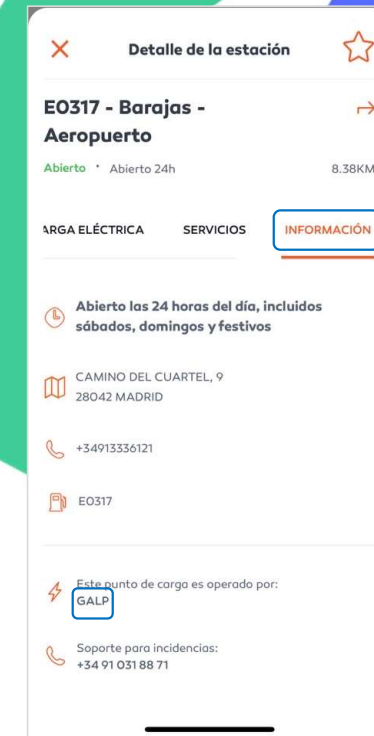 Detalle de la estación
E0317 - Barajas -
Aeropuerto
Abierto · Abierto 24h
8.38KM
ARGA ELÉCTRICA SERVICIOS INFORMACIÓN
Abierto las 24 horas del día, incluidos
sábados, domingos y festivos
CAMINO DEL CUARTEL, 9
28042 MADRID
+34913336121
E0317
Este punto de carga es operado por:
GALP
Soporte para incidencias:
+34 91 031 88 71